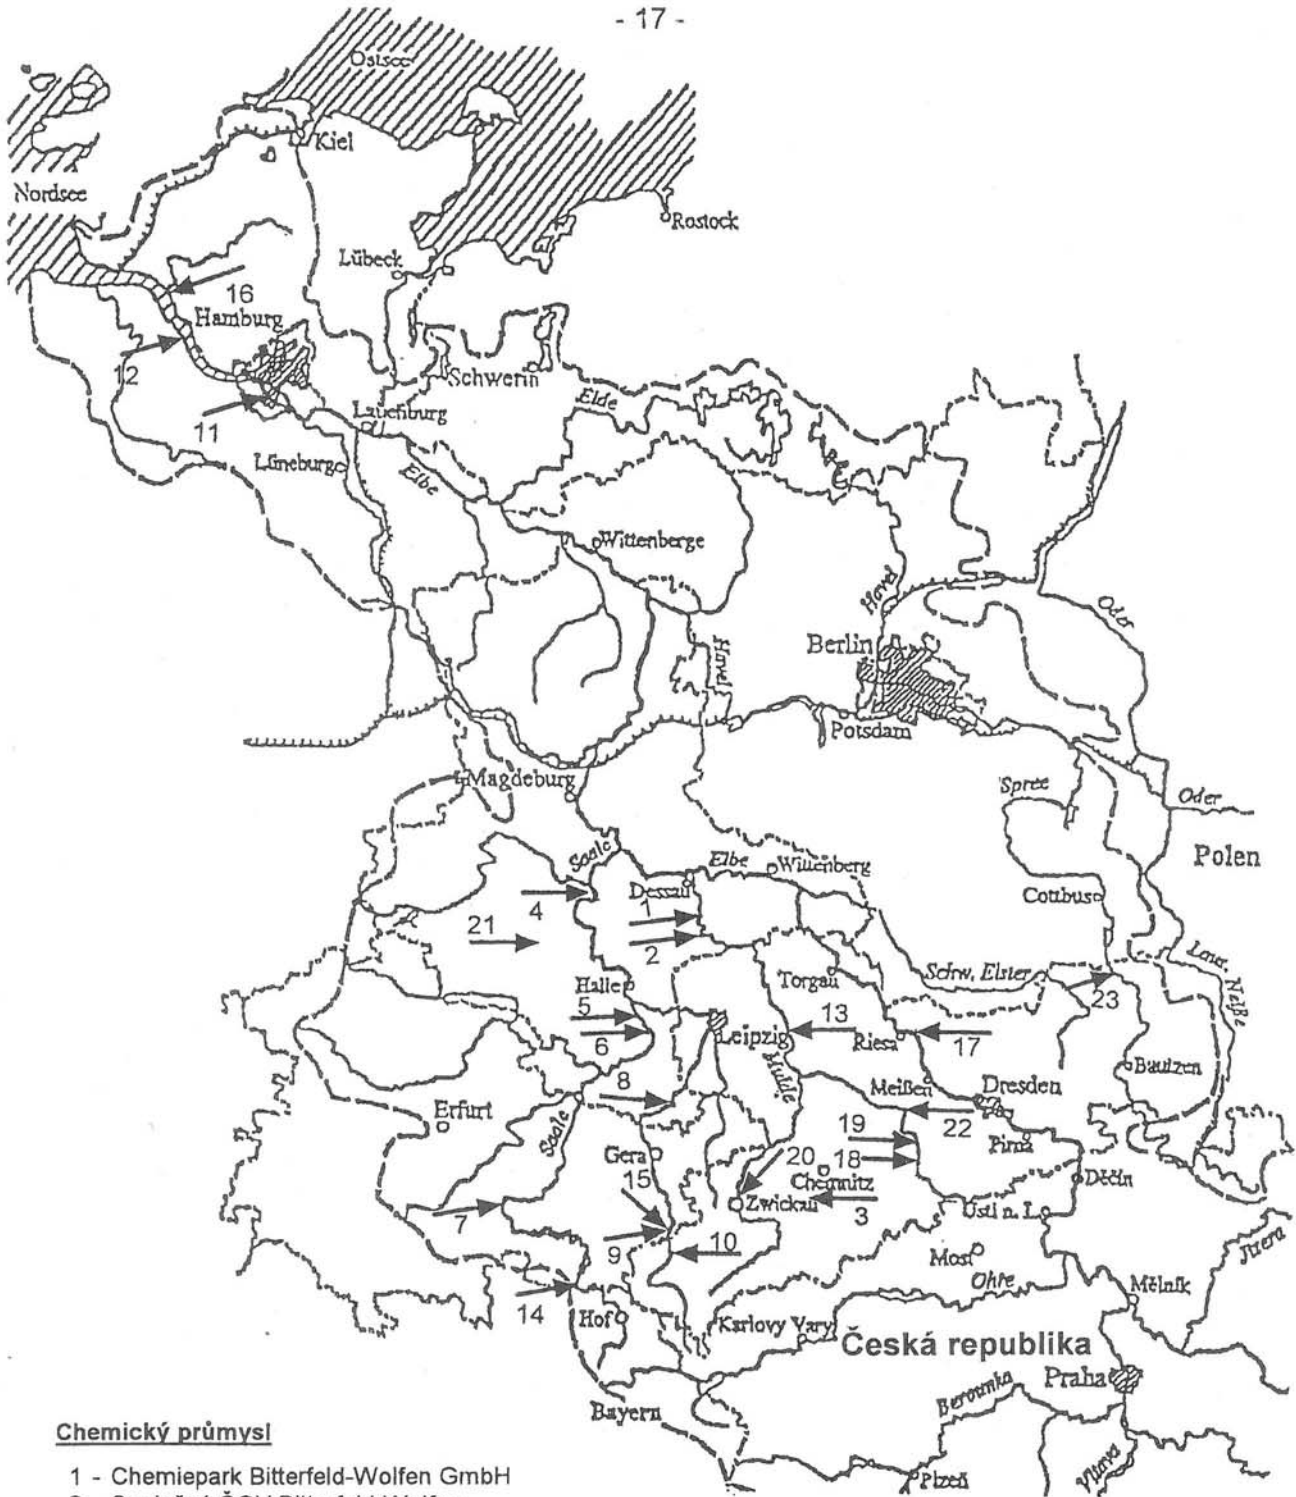 - 17 -
Ostsee
Kiel
Nordsee
Rostock
Lübeck
16
Hamburg
12
Schwerin
Elde
Lauenburg
11
Lüneburg
Elbe
Wittenberge
Havel
Oder
Berlin
Havel
Potsdam
Magdeburg
Spree
Oder
Polen
Saale
Elbe
Wittenberg
Dessau
Cottbus
4
1
21
2
Schw. Elster
Laus. Neiße
Halle
Torgau
23
5
13
6
Leipzig
Riesa
17
Mulde
Bautzen
8
Meißen
Dresden
Erfurt
22
Saale
19
Pirna
Gera
20
18
Chemnitz
Děčín
15
Zwickau
3
Ústí n. L.
7
9
10
Most
Jizera
Ohře
Mělník
14
Hof
Karlovy Vary
Česká republika
Praha
Berounka
Bayern
Plzeň
Vltava
Chemický průmysl
1 - Chemiepark Bitterfeld-Wolfen GmbH